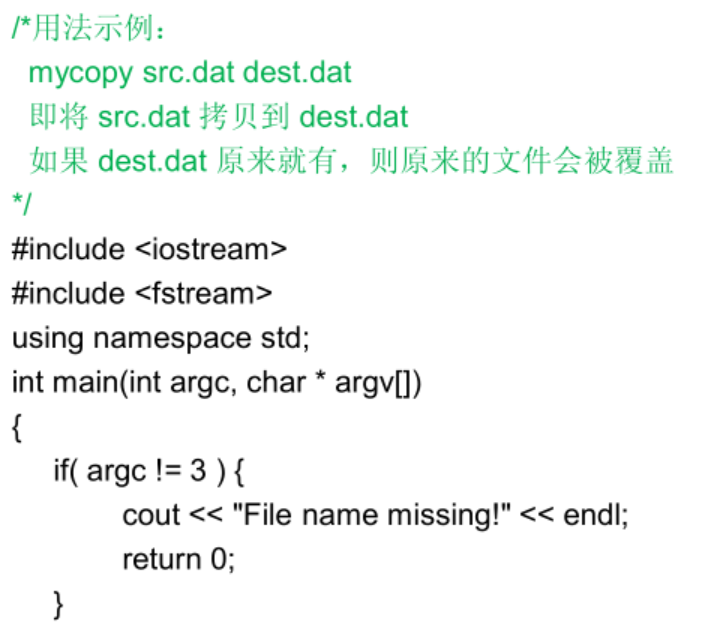 /*用法示例：
mycopy src.dat dest.dat
即将 src.dat 拷贝到 dest.dat
如果 dest.dat 原来就有，则原来的文件会被覆盖
*/
#include <iostream>
#include <fstream>
using namespace std;
int main(int argc, char * argv[])
{
if( argc != 3 ) {
cout << "File name missing!" << endl;
return 0;
}